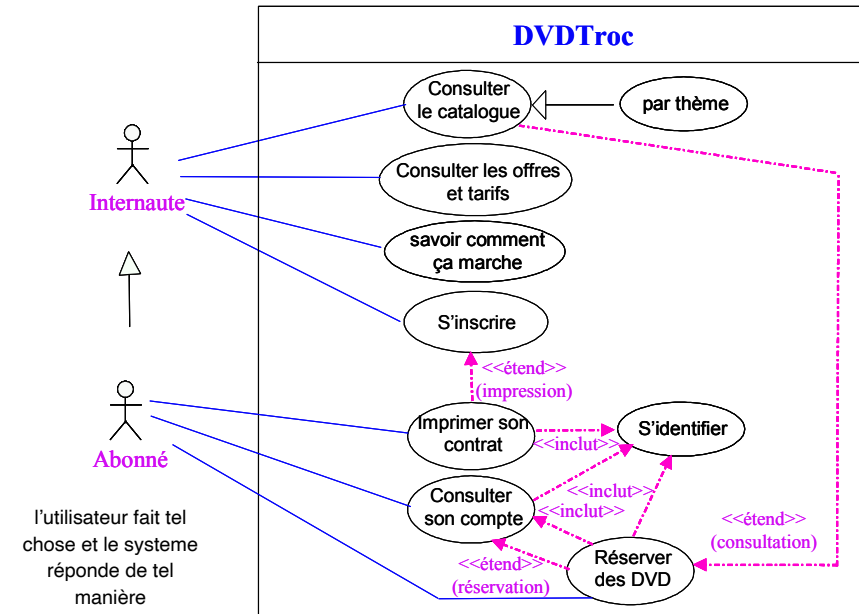 DVDTroc
Consulter
le catalogue
par thème
Internaute
Consulter les offres
et tarifs
savoir comment
ça marche
S'inscrire
<<étend>>
(impression)
Abonné
Imprimer son
contrat
<<inclut>>
S'identifier
Consulter
son compte
<<inclut>>
<<inclut>>
<<étend>>
(consultation)
<<étend>>
(réservation)
Réserver
des DVD
l'utilisateur fait tel
chose et le systeme
réponde de tel
manière